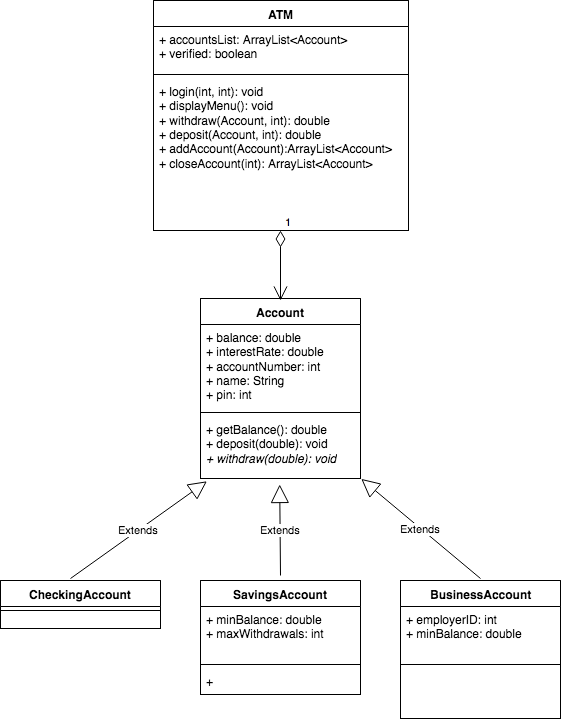 ATM
+ accountsList: ArrayList<Account>
+ verified: boolean
+ login(int, int): void
+ displayMenu(): void
+ withdraw(Account, int): double
+ deposit(Account, int): double
+ addAccount(Account):ArrayList<Account>
+ closeAccount(int): ArrayList<Account>
1
Account
+ balance: double
+ interestRate: double
+ accountNumber: int
+ name: String
+ pin: int
+ getBalance(): double
+ deposit(double): void
+ withdraw(double): void
Extends
Extends
Extends
CheckingAccount
SavingsAccount
+ minBalance: double
+ maxWithdrawals: int
+
BusinessAccount
+ employerID: int
+ minBalance: double